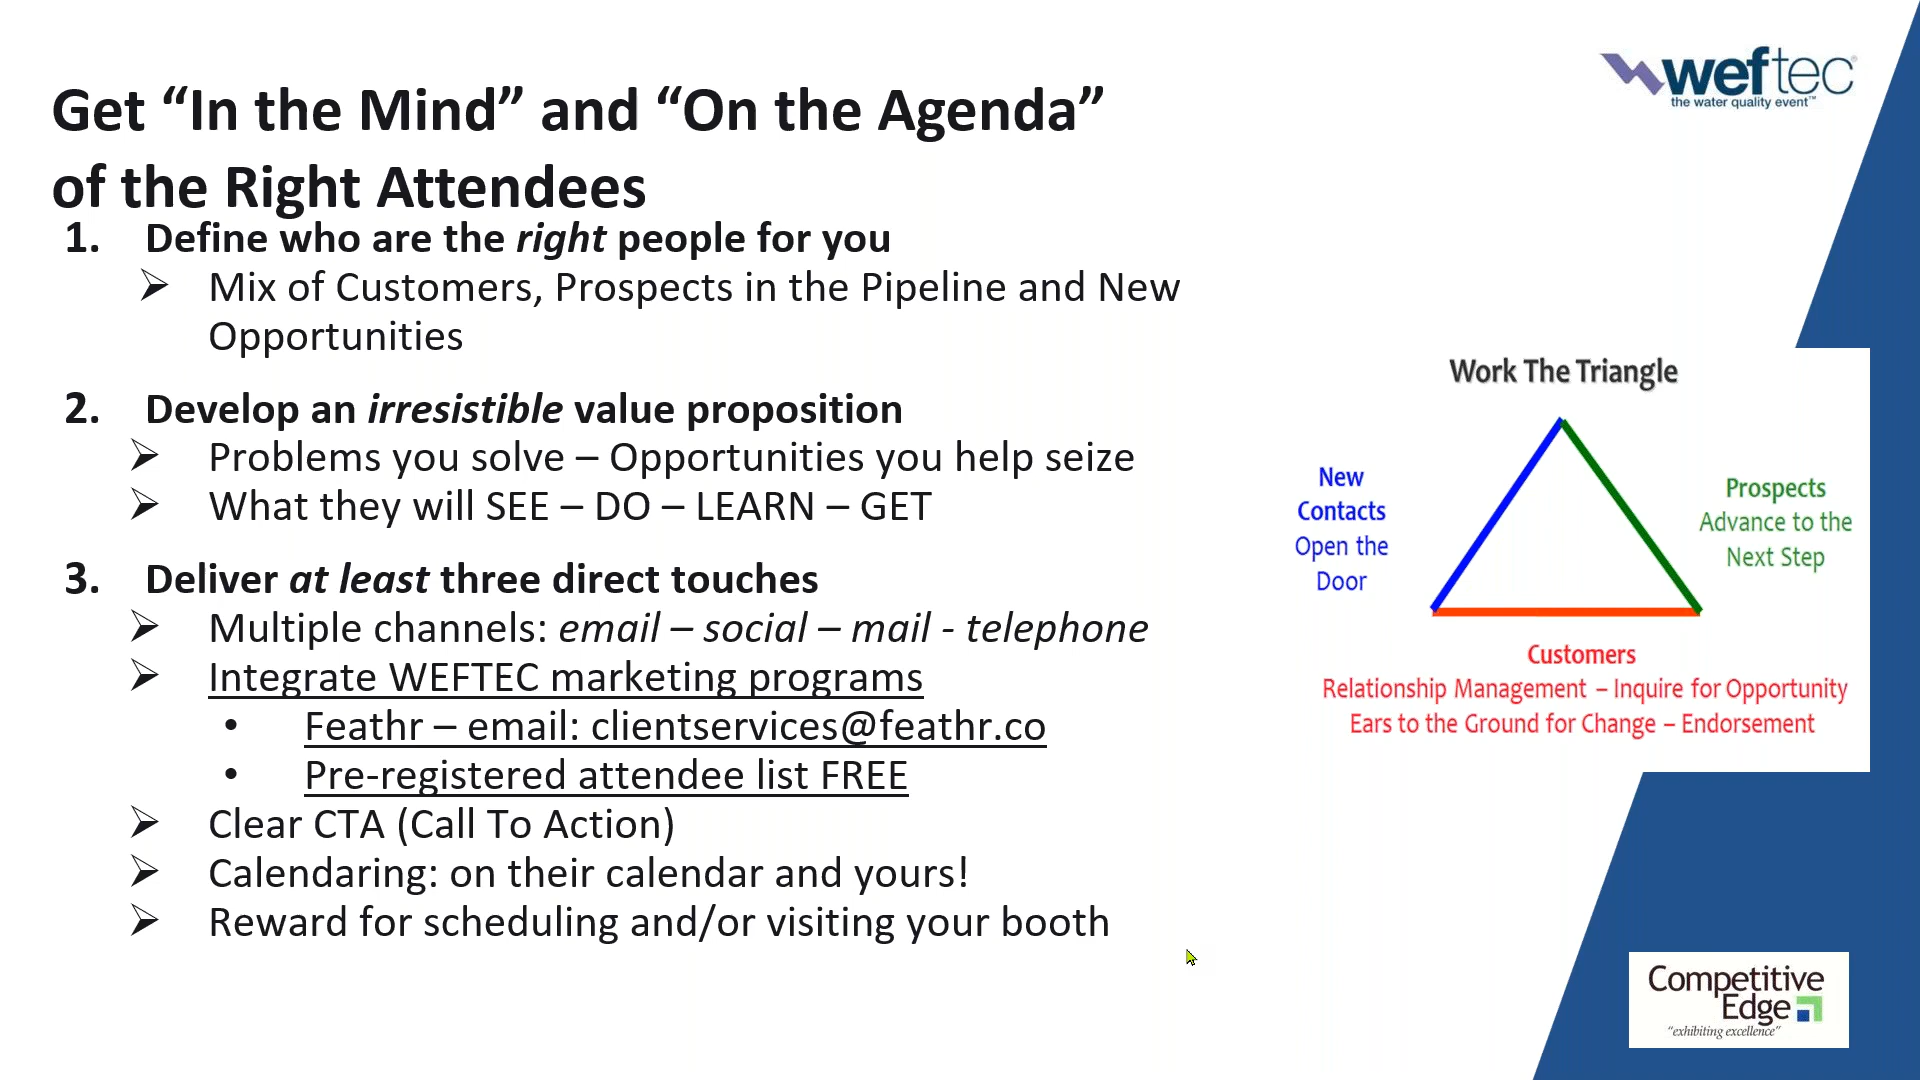 weftec®
the water quality event™
Get “In the Mind” and “On the Agenda”
of the Right Attendees
1. Define who are the right people for you
➢ Mix of Customers, Prospects in the Pipeline and New
Opportunities
2. Develop an irresistible value proposition
➢ Problems you solve – Opportunities you help seize
➢ What they will SEE – DO – LEARN – GET
3. Deliver at least three direct touches
➢ Multiple channels: email – social – mail - telephone
➢ Integrate WEFTEC marketing programs
• Feathr – email: clientservices@feathr.co
• Pre-registered attendee list FREE
➢ Clear CTA (Call To Action)
➢ Calendaring: on their calendar and yours!
➢ Reward for scheduling and/or visiting your booth
Work The Triangle
New
Contacts
Open the
Door
Prospects
Advance to the
Next Step
Customers
Relationship Management – Inquire for Opportunity
Ears to the Ground for Change – Endorsement
Competitive
Edge
“exhibiting excellence”